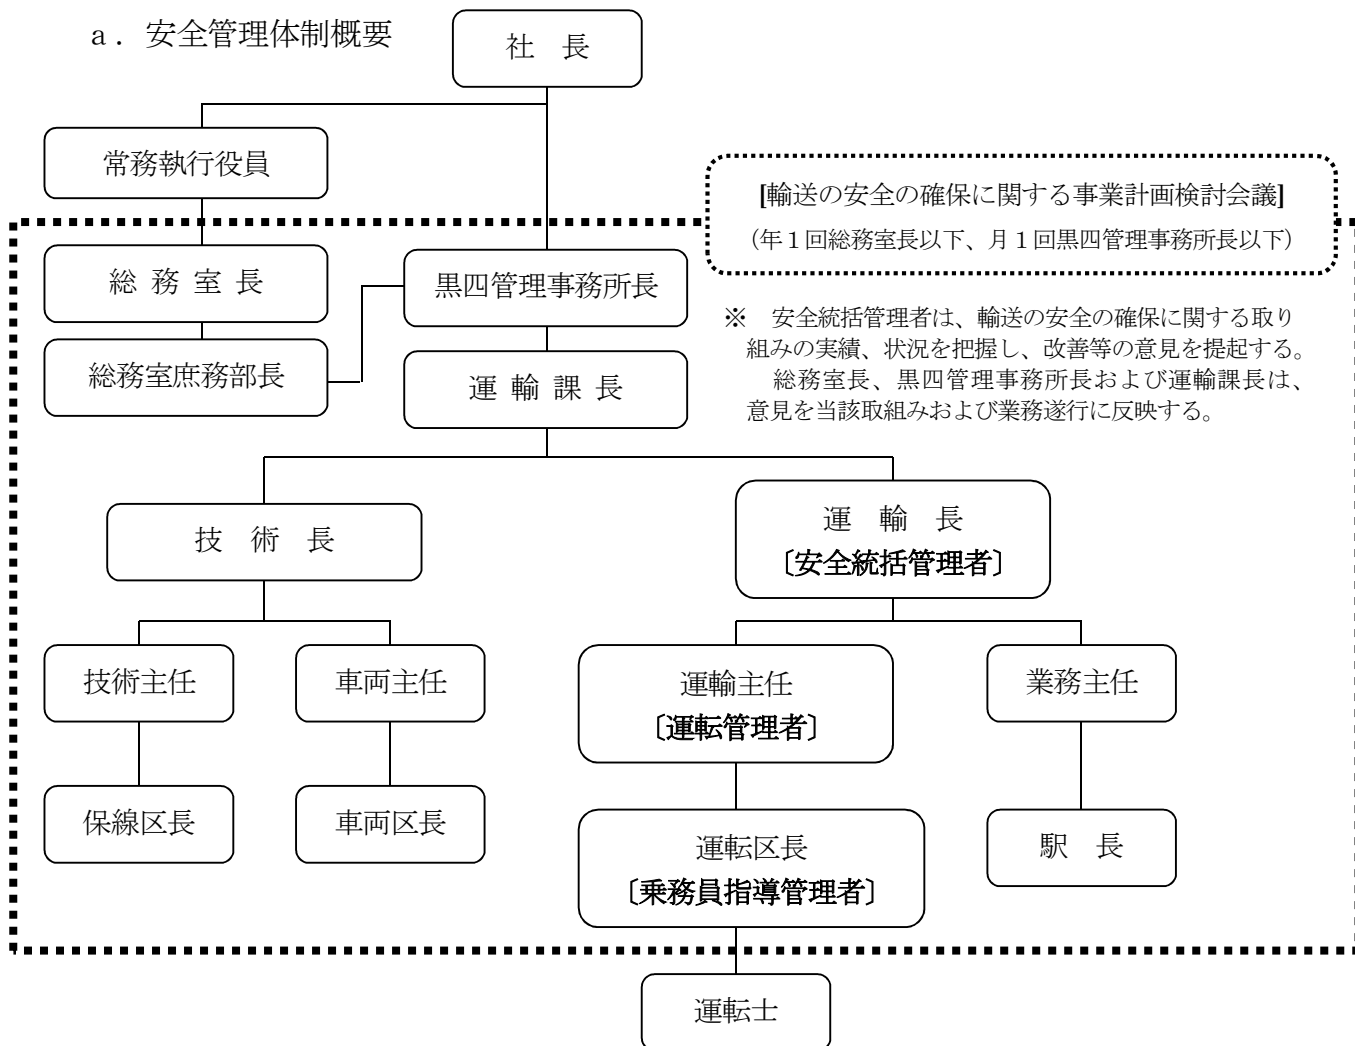 a．安全管理体制概要
社　長
常務執行役員
[輸送の安全の確保に関する事業計画検討会議]
（年１回総務室長以下、月１回黒四管理事務所長以下）
総 務 室 長
黒四管理事務所長
※　安全統括管理者は、輸送の安全の確保に関する取り
組みの実績、状況を把握し、改善等の意見を提起する。
総務室長、黒四管理事務所長および運輸課長は、
意見を当該取組みおよび業務遂行に反映する。
総務室庶務部長
運 輸 課 長
技　術　長
運　輸　長
〔安全統括管理者〕
技術主任
車両主任
運輸主任
〔運転管理者〕
業務主任
保線区長
車両区長
運転区長
〔乗務員指導管理者〕
駅　長
運転士